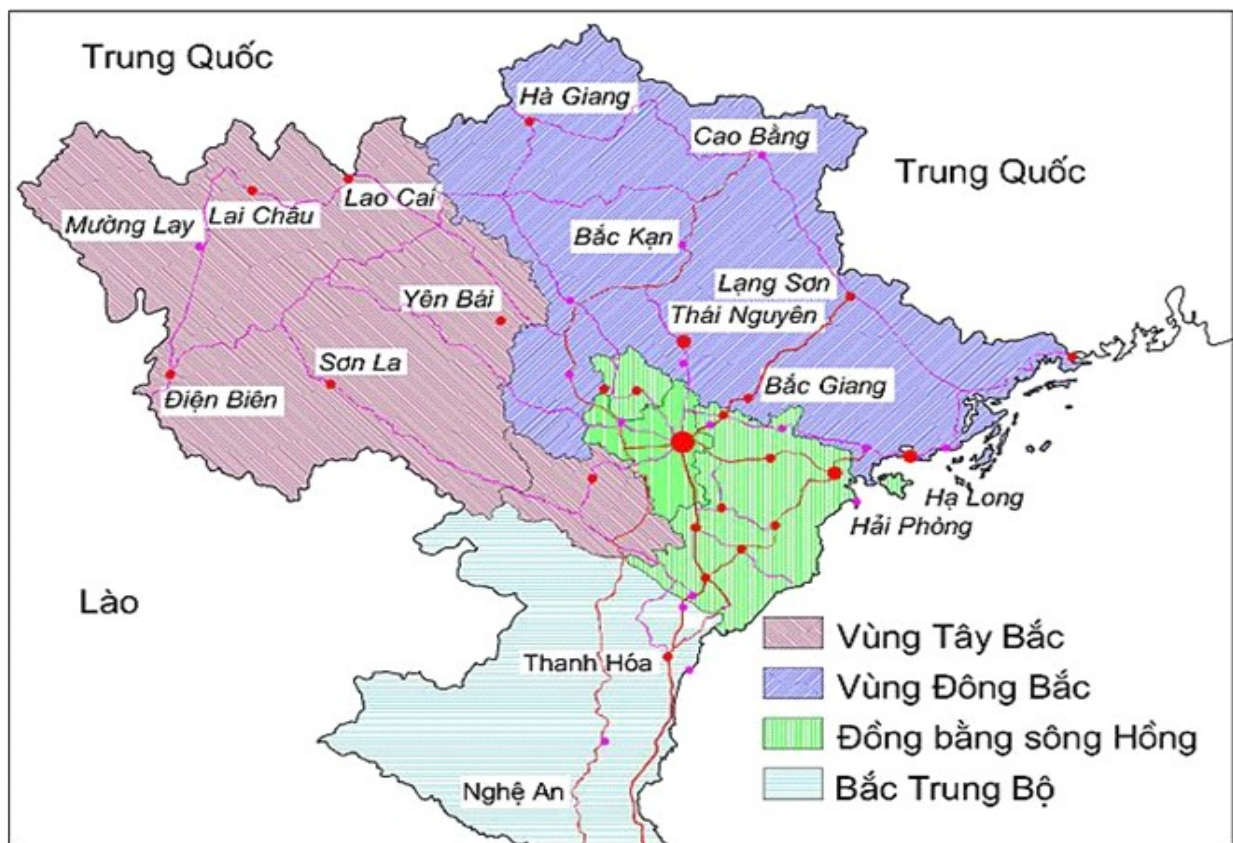 Trung Quốc
Hà Giang
Cao Bằng
Trung Quốc
Lao Cai
Lai Châu
Mường Lay
Bắc Kạn
Lạng Sơn
Yên Bái
Thái Nguyên
Sơn La
Bắc Giang
Điện Biên
Hạ Long
Hải Phòng
Lào
Vùng Tây Bắc
Thanh Hóa
Vùng Đông Bắc
Đồng bằng sông Hồng
Nghệ An
Bắc Trung Bộ